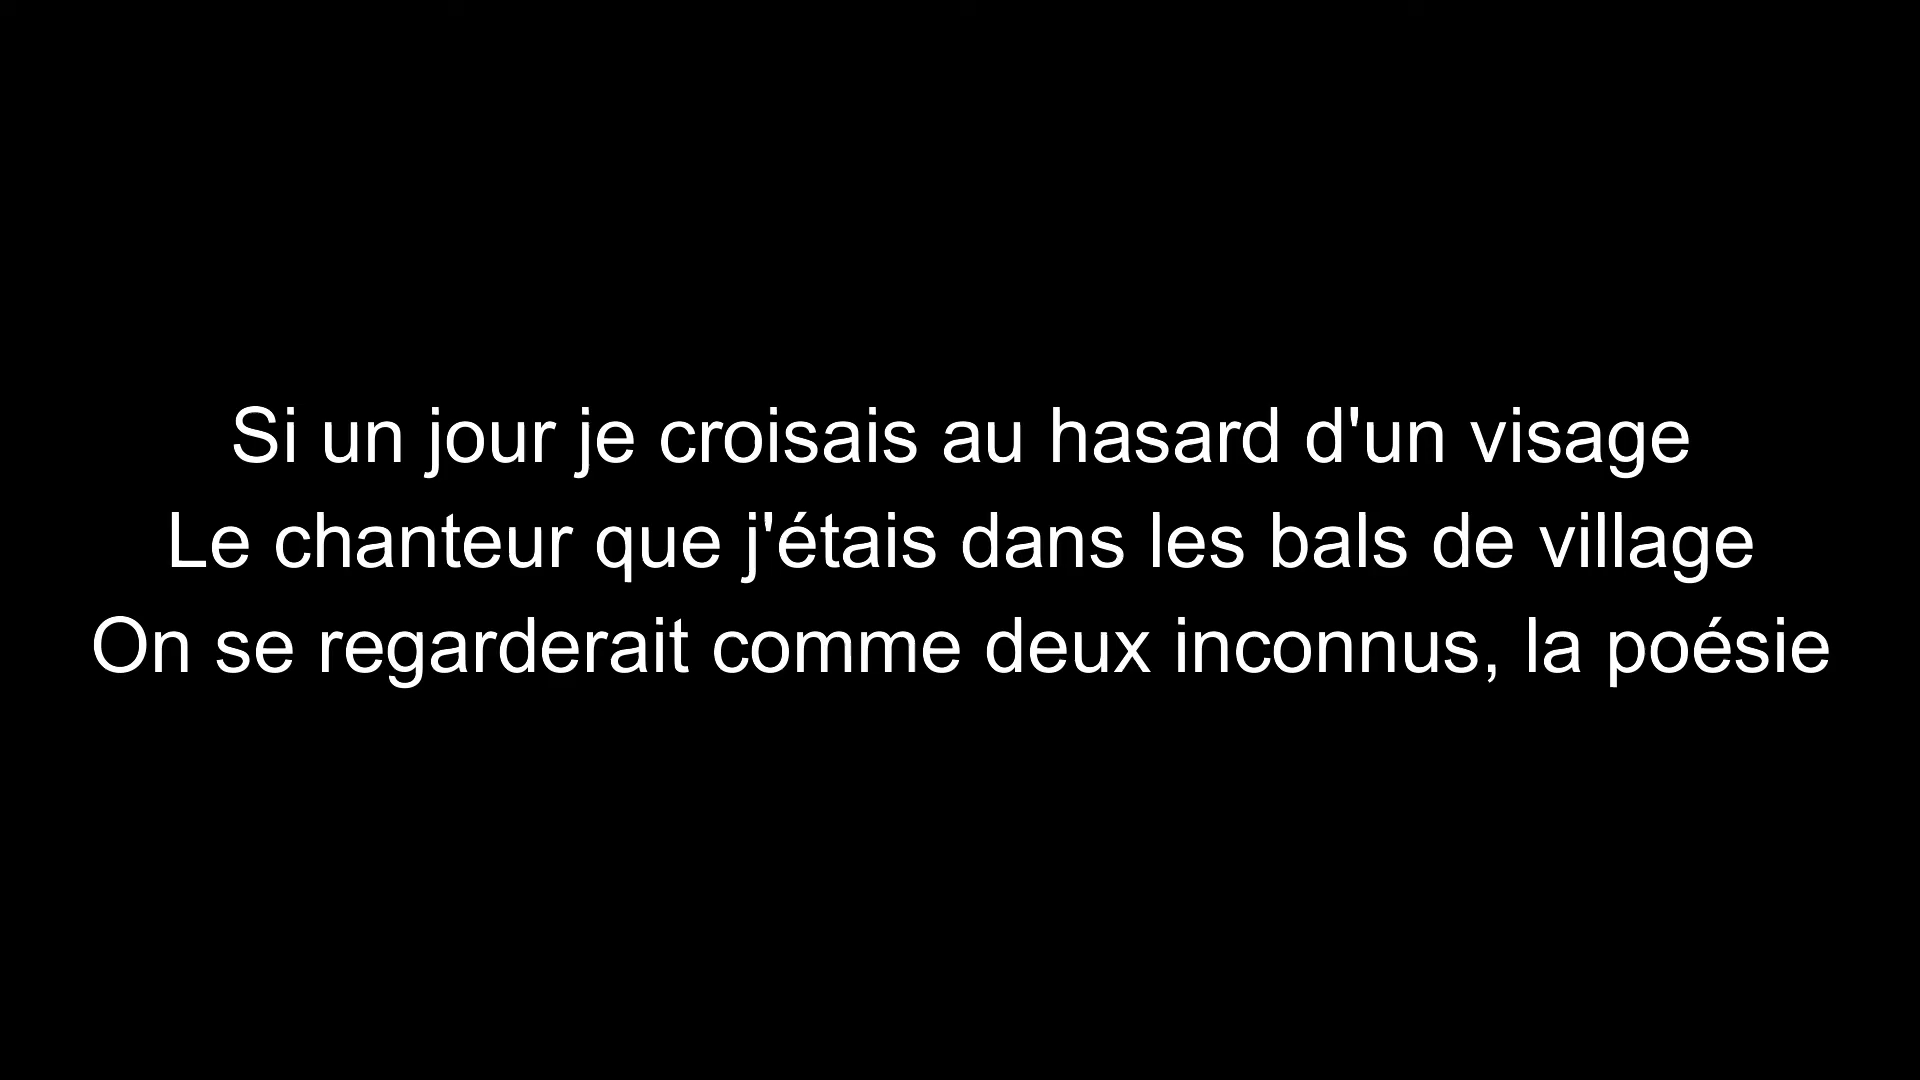 Si un jour je croisais au hasard d'un visage
Le chanteur que j'étais dans les bals de village
On se regarderait comme deux inconnus, la poésie